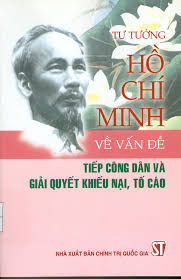 TƯ TƯỞNG
HỒ
CHÍ
MINH
VỀ VẤN ĐỀ
TIẾP CÔNG DÂN VÀ
GIẢI QUYẾT KHIẾU NẠI, TỐ CÁO
NHÀ XUẤT BẢN CHÍNH TRỊ QUỐC GIA
ST